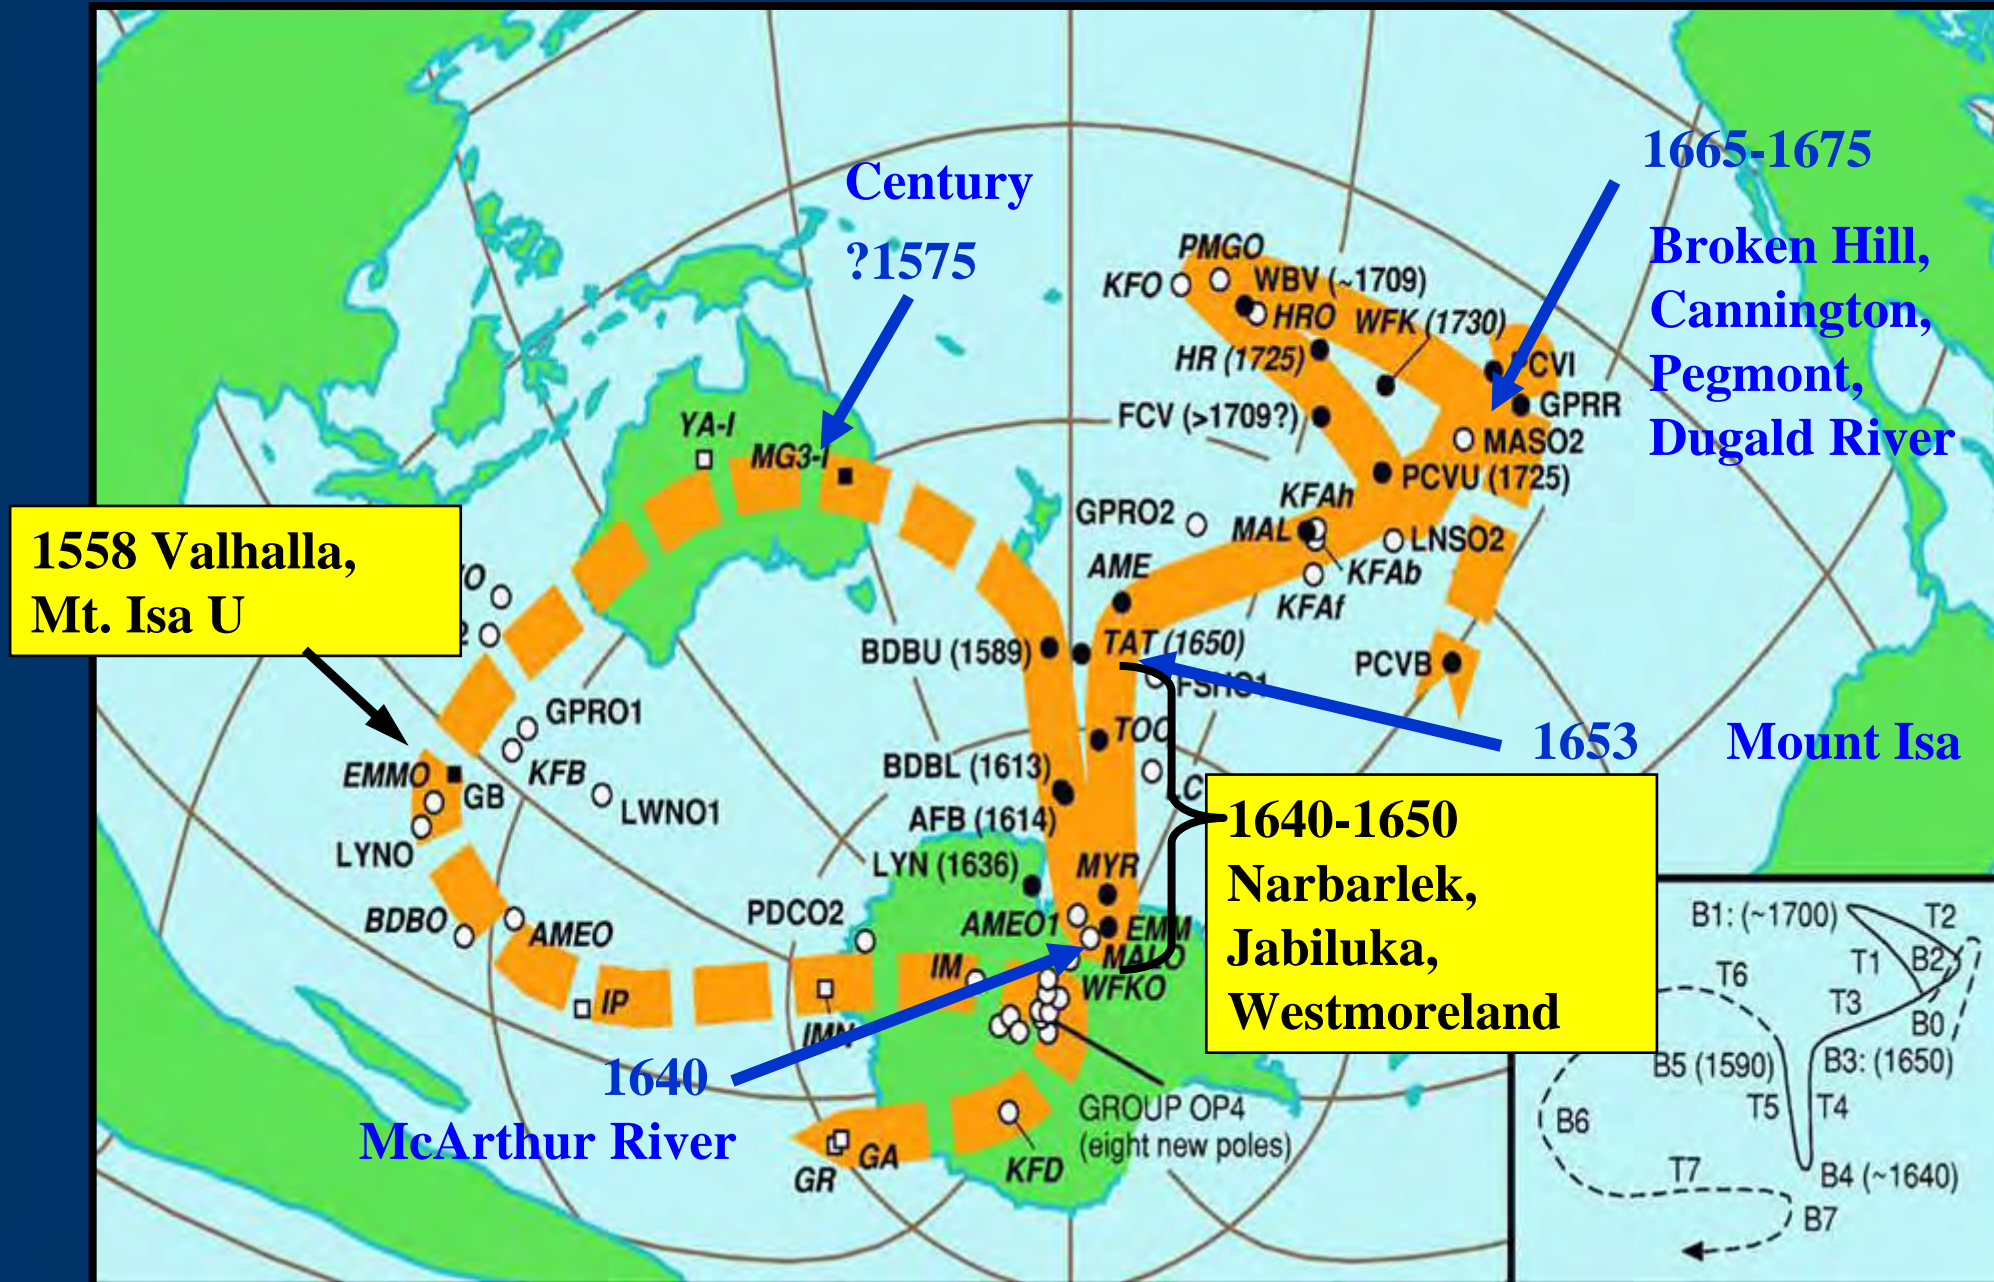 Century
?1575
1665-1675
Broken Hill,
Cannington,
Pegmont,
Dugald River
PMGO
KFO
WBV (~1709)
HRO
WFK (1730)
HR (1725)
PCVI
GPRR
FCV (>1709?)
MASO2
YA-I
MG3-I
PCVU (1725)
KFAh
GPRO2
MAL
LNSO2
AME
KFAb
KFAf
1558 Valhalla,
Mt. Isa U
BDBU (1589)
TAT (1650)
FSHO1
PCVB
GPRO1
TOO
1653
Mount Isa
EMMO
GB
KFB
LWNO1
BDBL (1613)
AFB (1614)
LYNO
LYN (1636)
MYR
1640-1650
Narbarlek,
Jabiluka,
Westmoreland
BDBO
AMEO
PDCO2
AMEO1
EMM
MALO
IM
WFKO
IP
IMN
1640
McArthur River
GROUP OP4
(eight new poles)
GR
GA
KFD
B1: (~1700)
T2
T1
B2
T6
T3
B0
B5 (1590)
B3: (1650)
T5
T4
B6
T7
B4 (~1640)
B7